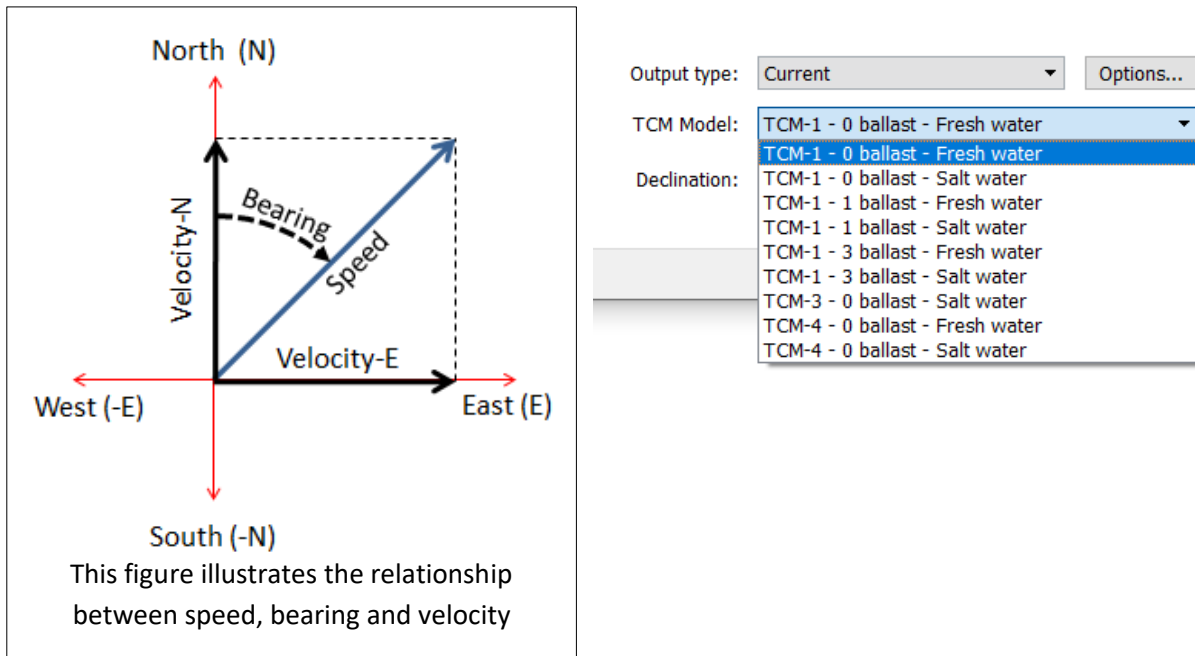 North (N)
Velocity-N
Bearing
Speed
Velocity-E
West (-E)
East (E)
South (-N)
This figure illustrates the relationship
between speed, bearing and velocity
Output type: Current Options...
TCM Model: TCM-1 - 0 ballast - Fresh water
TCM-1 - 0 ballast - Fresh water
Declination: TCM-1 - 0 ballast - Salt water
TCM-1 - 1 ballast - Fresh water
TCM-1 - 1 ballast - Salt water
TCM-1 - 3 ballast - Fresh water
TCM-1 - 3 ballast - Salt water
TCM-3 - 0 ballast - Salt water
TCM-4 - 0 ballast - Fresh water
TCM-4 - 0 ballast - Salt water